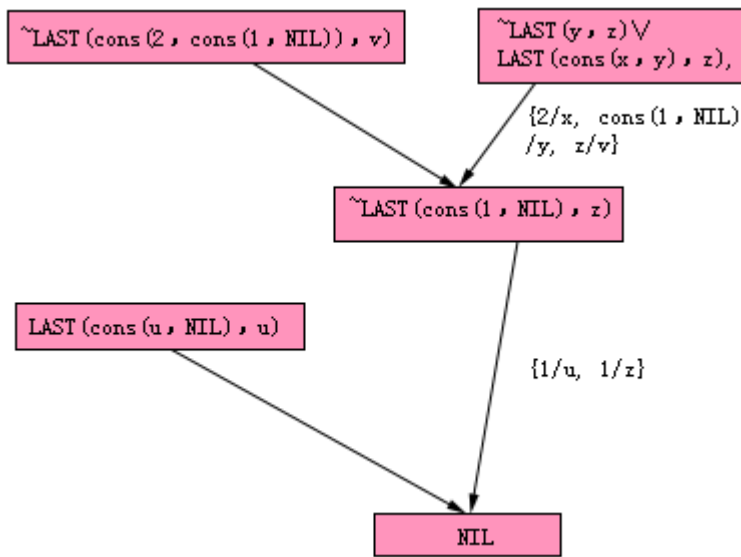 ~LAST(cons(2，cons(1，NIL))，v)
~LAST(y，z)∨
LAST(cons(x，y)，z),
{2/x, cons(1，NIL)
/y, z/v}
~LAST(cons(1，NIL)，z)
LAST(cons(u，NIL)，u)
{1/u, 1/z}
NIL